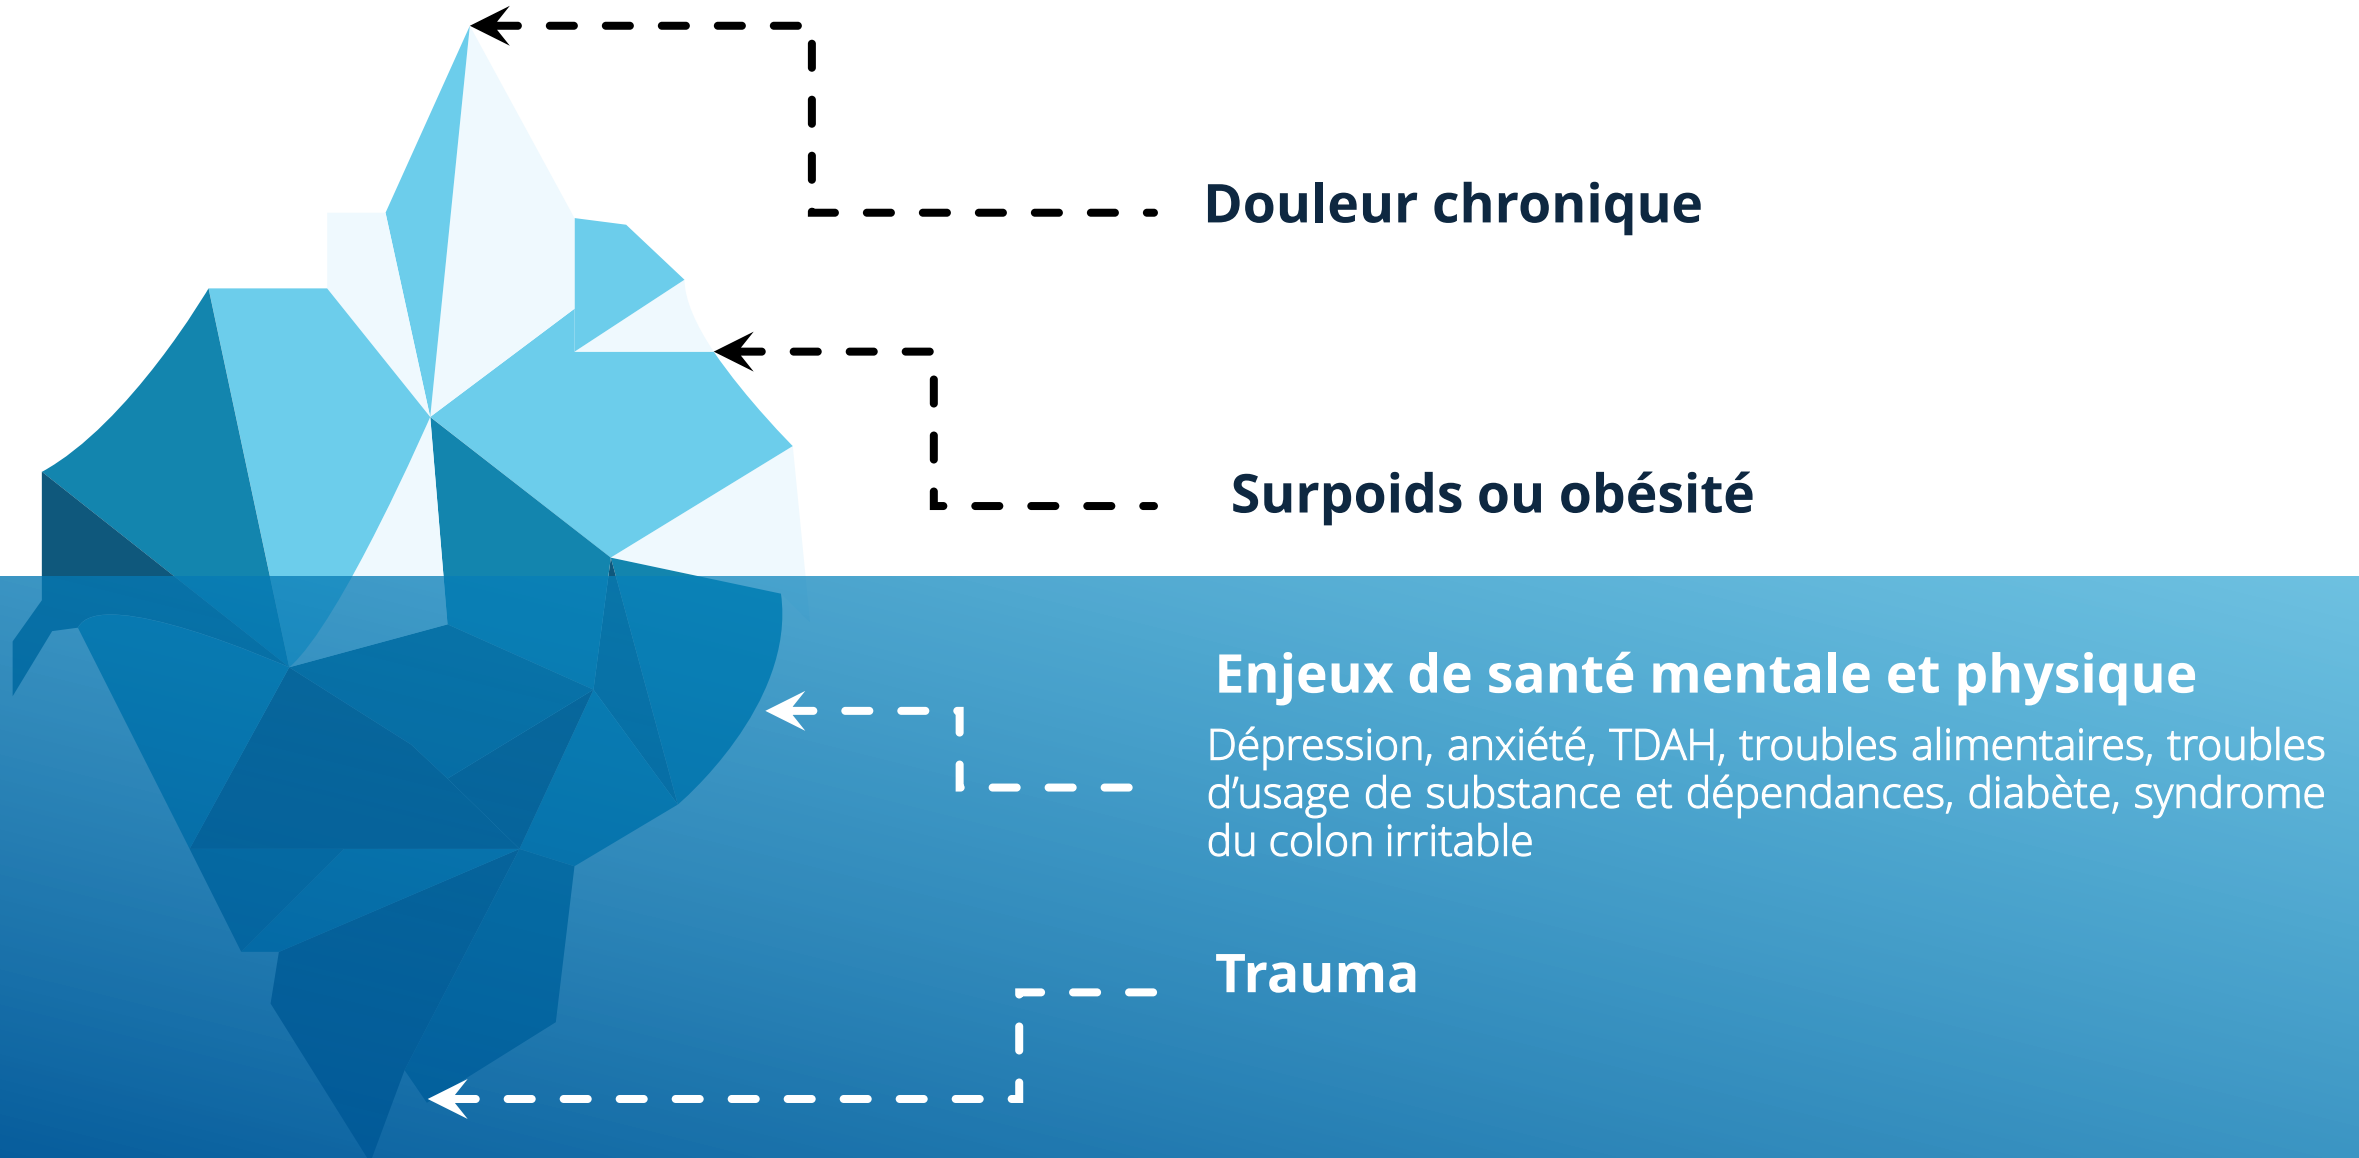 Douleur chronique
Surpoids ou obésité
Enjeux de santé mentale et physique
Dépression, anxiété, TDAH, troubles alimentaires, troubles
d'usage de substance et dépendances, diabète, syndrome
du colon irritable
Trauma